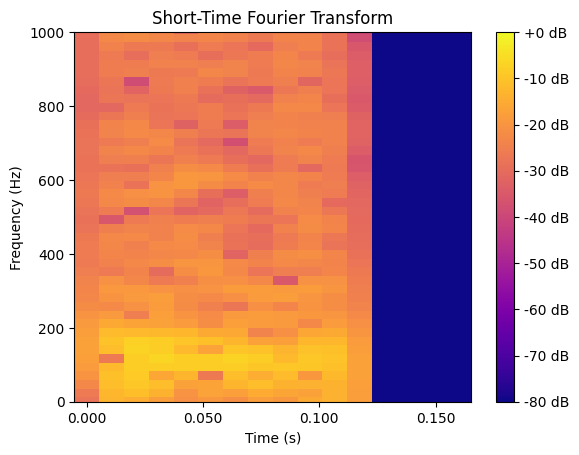 Short-Time Fourier Transform
Frequency (Hz)
1000
800
600
400
200
0
0.000
0.050
0.100
0.150
Time (s)
+0 dB
-10 dB
-20 dB
-30 dB
-40 dB
-50 dB
-60 dB
-70 dB
-80 dB